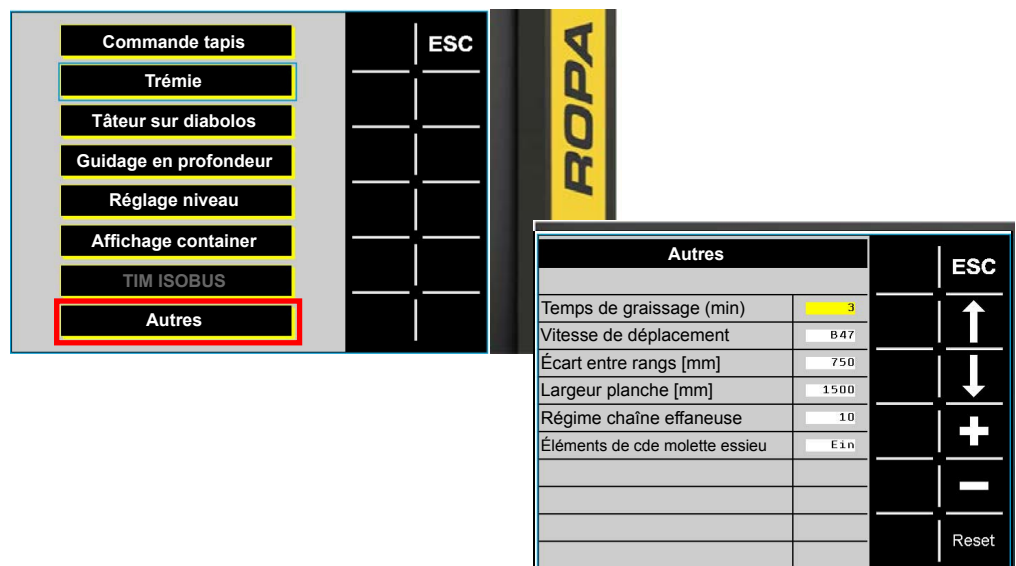 Commande tapis
Trémie
Tâteur sur diabolos
Guidage en profondeur
Réglage niveau
Affichage container
TIM ISOBUS
Autres
ESC
ROPA
Autres
Temps de graissage (min) 3
Vitesse de déplacement B47
Écart entre rangs [mm] 750
Largeur planche [mm] 1500
Régime chaîne effaneuse 10
Éléments de cde molette essieu Ein
ESC
Reset